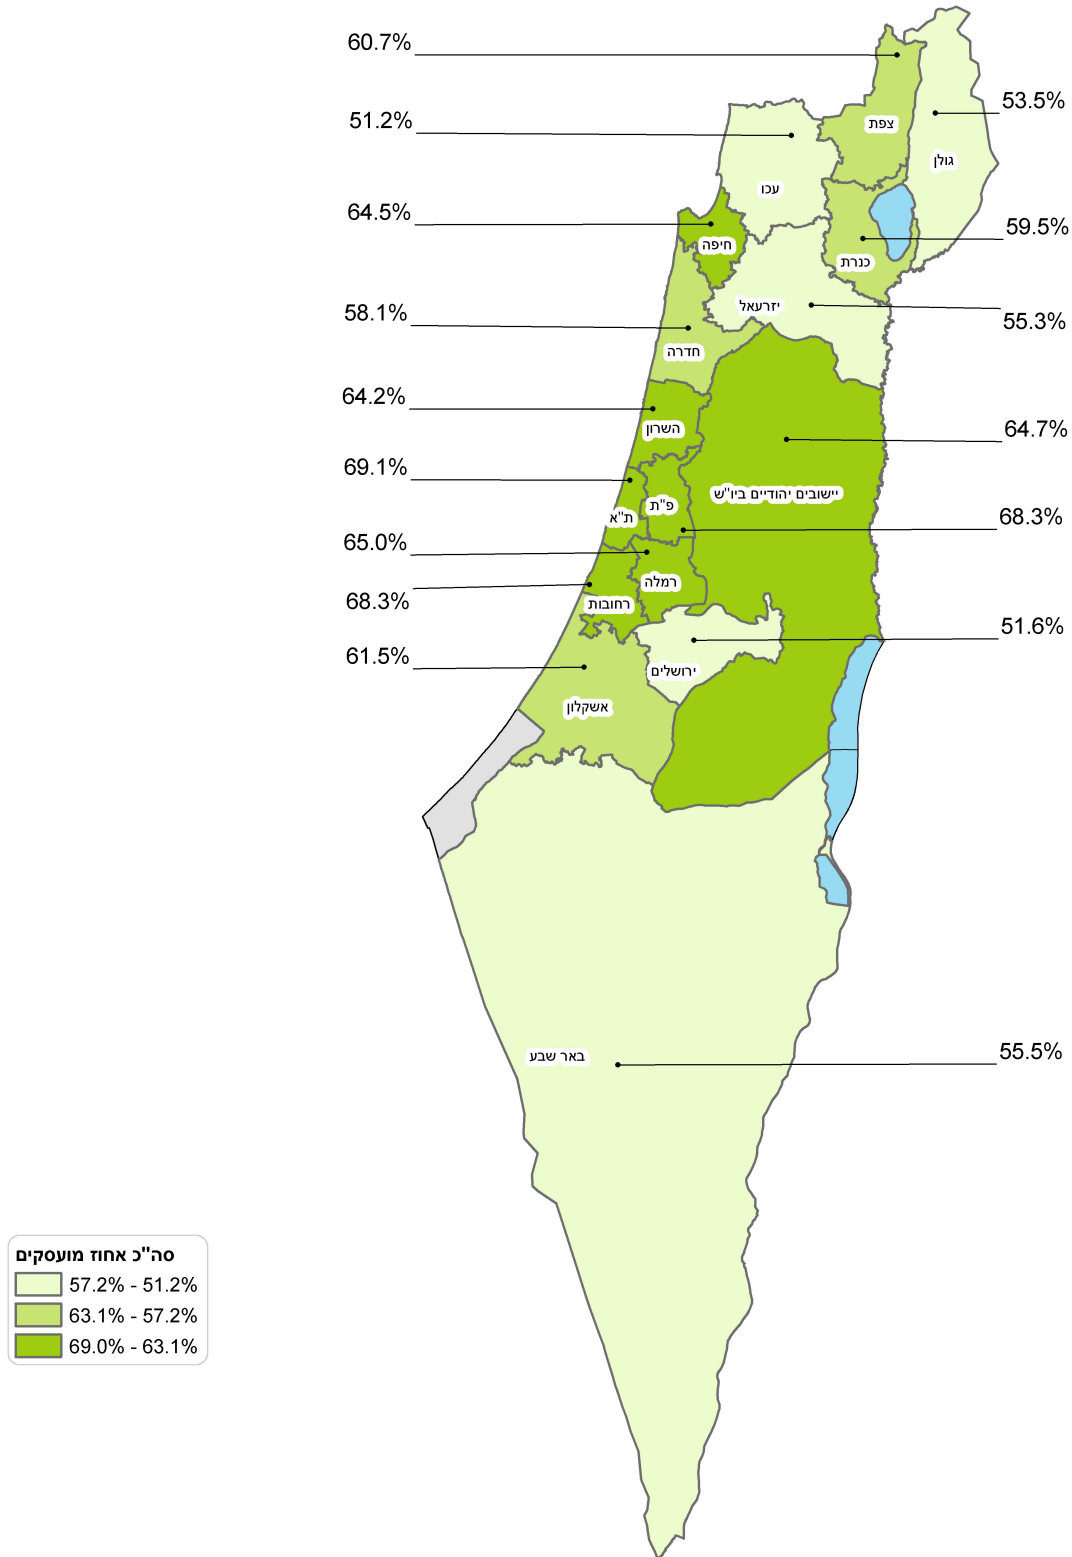 60.7%
53.5%
51.2%
צפת
גולן
עכו
64.5%
59.5%
חיפה
כנרת
58.1%
יזרעאל
55.3%
חדרה
64.2%
השרון
64.7%
69.1%
יישובים יהודיים ביו"ש
פ"ת
ת"א
68.3%
65.0%
רמלה
68.3%
רחובות
51.6%
61.5%
ירושלים
אשקלון
55.5%
באר שבע
סה"כ אחוז מועסקים
57.2% - 51.2%
63.1% - 57.2%
69.0% - 63.1%